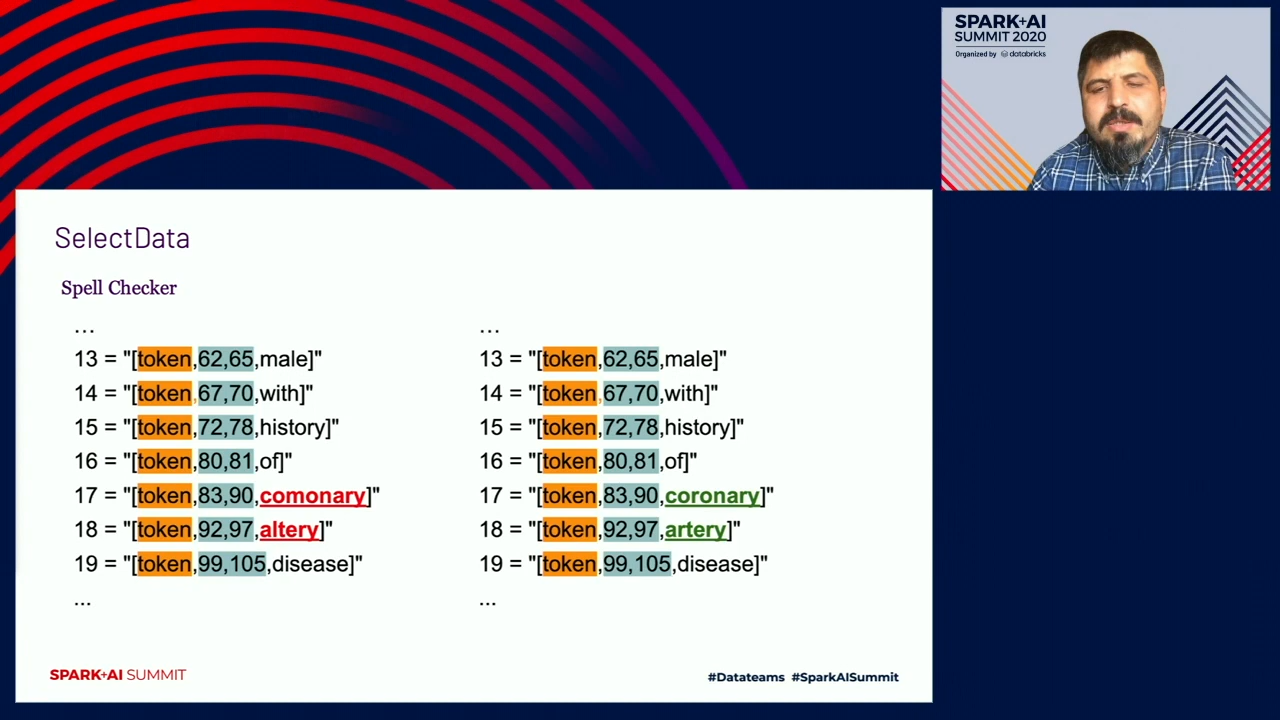 SPARK+AI
SUMMIT 2020
Organized by databricks
SelectData
Spell Checker
...
13 = "[token,62,65,male]"
14 = "[token,67,70,with]"
15 = "[token,72,78,history]"
16 = "[token,80,81,of]"
17 = "[token,83,90,comonary]"
18 = "[token,92,97,altery]"
19 = "[token,99,105,disease]"
...
...
13 = "[token,62,65,male]"
14 = "[token,67,70,with]"
15 = "[token,72,78,history]"
16 = "[token,80,81,of]"
17 = "[token,83,90,coronary]"
18 = "[token,92,97,artery]"
19 = "[token,99,105,disease]"
...
SPARK+AI SUMMIT
#Datateams #SparkAISummit